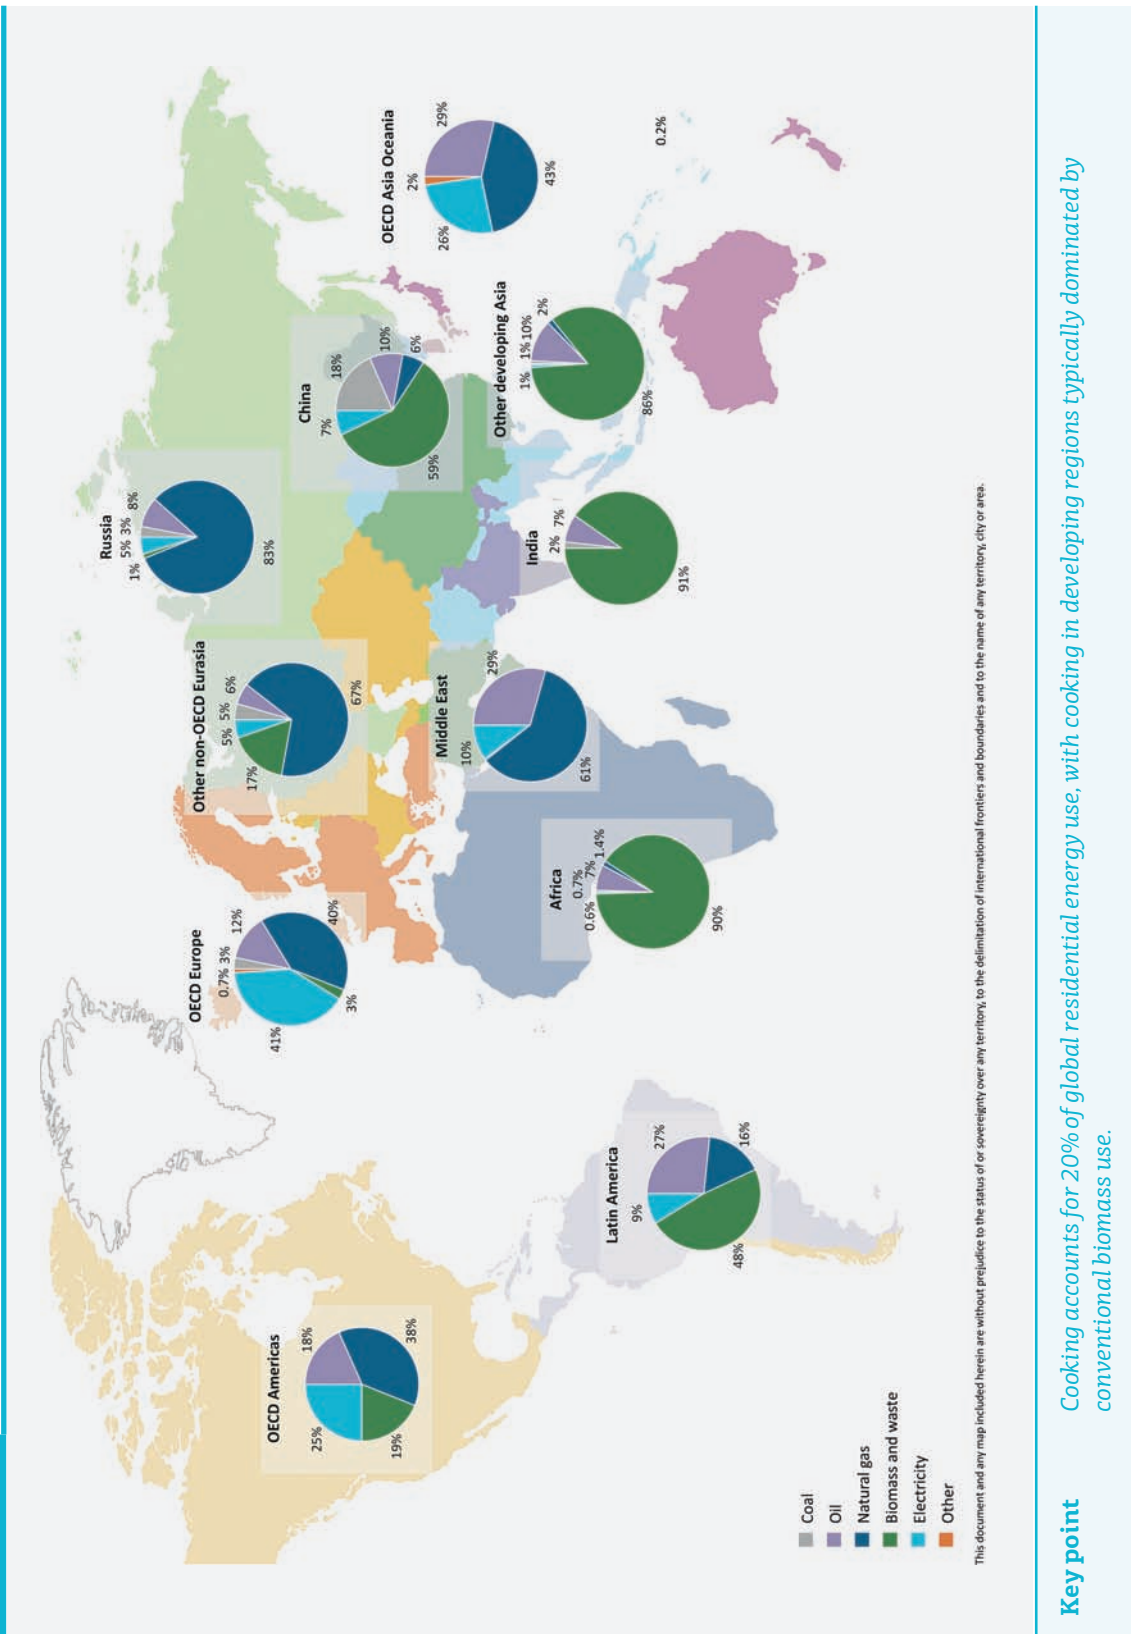 OECD Americas
18%
38%
19%
25%
Latin America
27%
16%
48%
9%
OECD Europe
0.7%
3%
12%
40%
3%
41%
Africa
0.6%
0.7%
7%
1.4%
90%
Other non-OECD Eurasia
5%
5%
6%
67%
17%
Middle East
29%
61%
10%
Russia
1%
5%
3%
8%
83%
India
2%
7%
91%
China
18%
10%
6%
59%
7%
Other developing Asia
1%
1%
10%
2%
86%
OECD Asia Oceania
2%
29%
43%
26%
0.2%
Coal
Oil
Natural gas
Biomass and waste
Electricity
Other
This document and any map included herein are without prejudice to the status of or sovereignty over any territory, to the delimitation of international frontiers and boundaries and to the name of any territory, city or area.
Key point Cooking accounts for 20% of global residential energy use, with cooking in developing regions typically dominated by
conventional biomass use.